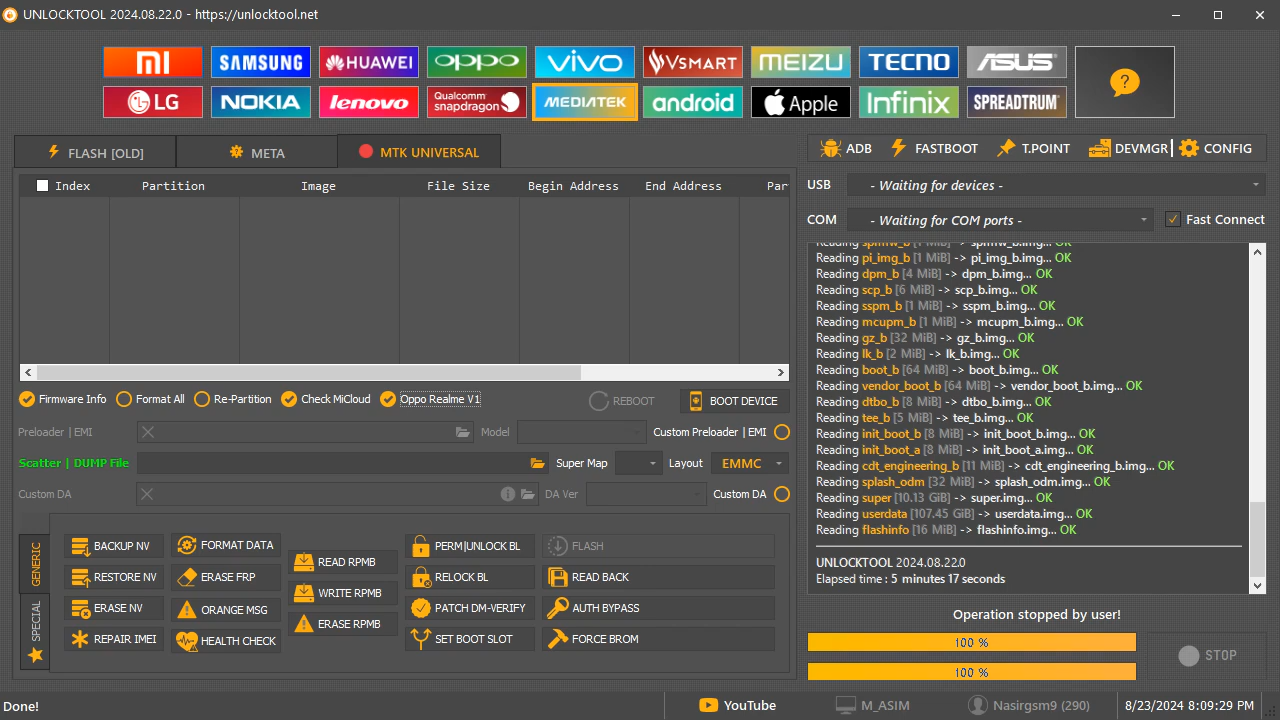 UNLOCKTOOL 2024.08.22.0 - https://unlocktool.net
mi SAMSUNG HUAWEI oppo vivo VSMART MEIZU TECNO ASUS ?
LG NOKIA lenovo Qualcomm snapdragon MEDIATEK android Apple Infinix SPREADTRUM
FLASH [OLD] META MTK UNIVERSAL
ADB FASTBOOT T.POINT DEVMGR CONFIG
Index Partition Image File Size Begin Address End Address Par
USB - Waiting for devices -
COM - Waiting for COM ports - Fast Connect
Reading spmfw_b [1 MiB] -> spmfw_b.img... OK
Reading pi_img_b [1 MiB] -> pi_img_b.img... OK
Reading dpm_b [4 MiB] -> dpm_b.img... OK
Reading scp_b [6 MiB] -> scp_b.img... OK
Reading sspm_b [1 MiB] -> sspm_b.img... OK
Reading mcupm_b [1 MiB] -> mcupm_b.img... OK
Reading gz_b [32 MiB] -> gz_b.img... OK
Reading lk_b [2 MiB] -> lk_b.img... OK
Reading boot_b [64 MiB] -> boot_b.img... OK
Reading vendor_boot_b [64 MiB] -> vendor_boot_b.img... OK
Reading dtbo_b [8 MiB] -> dtbo_b.img... OK
Reading tee_b [5 MiB] -> tee_b.img... OK
Reading init_boot_b [8 MiB] -> init_boot_b.img... OK
Reading init_boot_a [8 MiB] -> init_boot_a.img... OK
Reading cdt_engineering_b [11 MiB] -> cdt_engineering_b.img... OK
Reading splash_odm [32 MiB] -> splash_odm.img... OK
Reading super [10.13 GiB] -> super.img... OK
Reading userdata [107.45 GiB] -> userdata.img... OK
Reading flashinfo [16 MiB] -> flashinfo.img... OK
UNLOCKTOOL 2024.08.22.0
Elapsed time : 5 minutes 17 seconds
Firmware Info Format All Re-Partition Check MiCloud Oppo Realme V1 REBOOT BOOT DEVICE
Preloader | EMI Model Custom Preloader | EMI
Scatter | DUMP File Super Map Layout EMMC
Custom DA DA Ver Custom DA
GENERIC
SPECIAL
BACKUP NV FORMAT DATA READ RPMB PERM|UNLOCK BL FLASH
RESTORE NV ERASE FRP WRITE RPMB RELOCK BL READ BACK
ERASE NV ORANGE MSG ERASE RPMB PATCH DM-VERIFY AUTH BYPASS
REPAIR IMEI HEALTH CHECK SET BOOT SLOT FORCE BROM
Operation stopped by user!
100 %
100 %
STOP
Done! YouTube M_ASIM Nasirgsm9 (290) 8/23/2024 8:09:29 PM